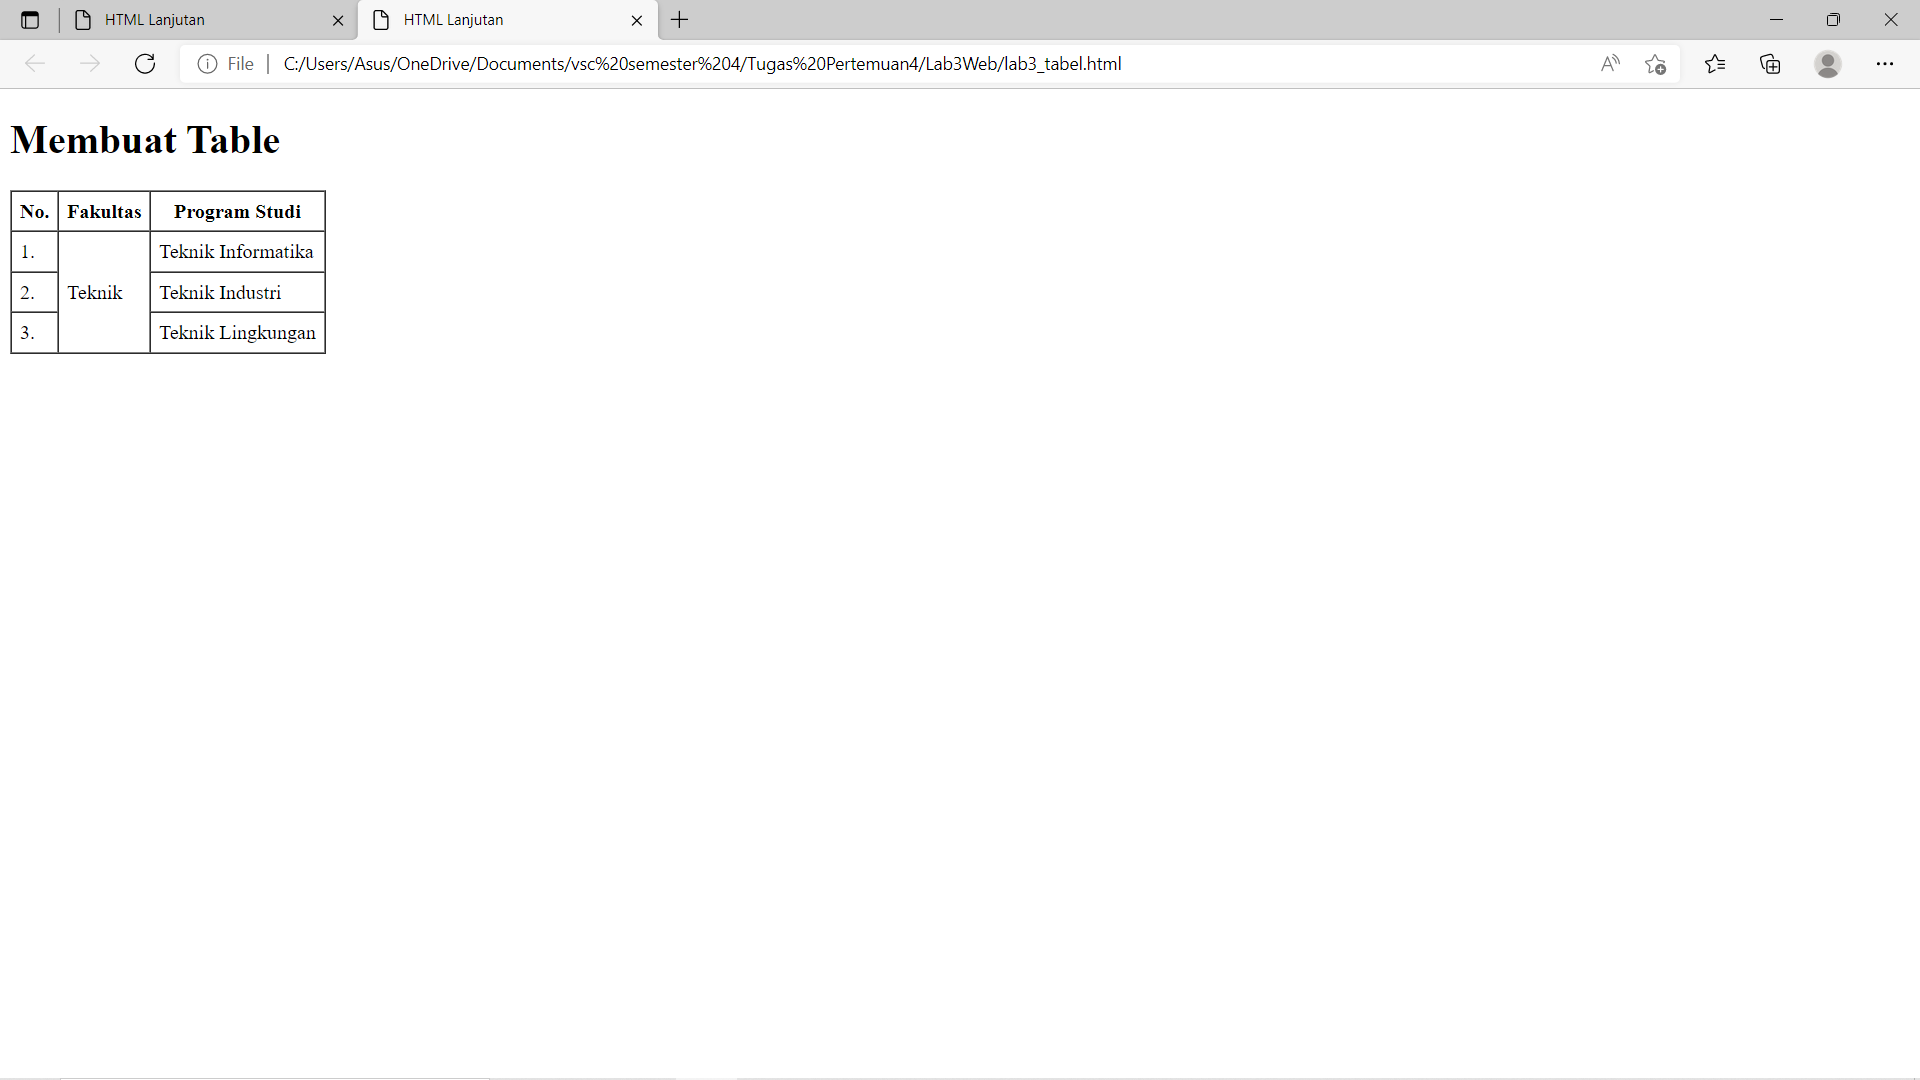 HTML Lanjutan
HTML Lanjutan
File
C:/Users/Asus/OneDrive/Documents/vsc%20semester%204/Tugas%20Pertemuan4/Lab3Web/lab3_tabel.html
Membuat Table
No. Fakultas Program Studi
1. Teknik Informatika
2. Teknik Teknik Industri
3. Teknik Lingkungan